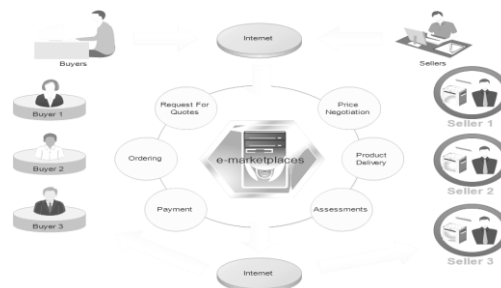 Internet
Buyers
Sellers
Buyer 1
Request For
Quotes
Price
Negotiation
Seller 1
Buyer 2
Ordering
e-marketplaces
Product
Delivery
Seller 2
Buyer 3
Payment
Assessments
Seller 3
Internet